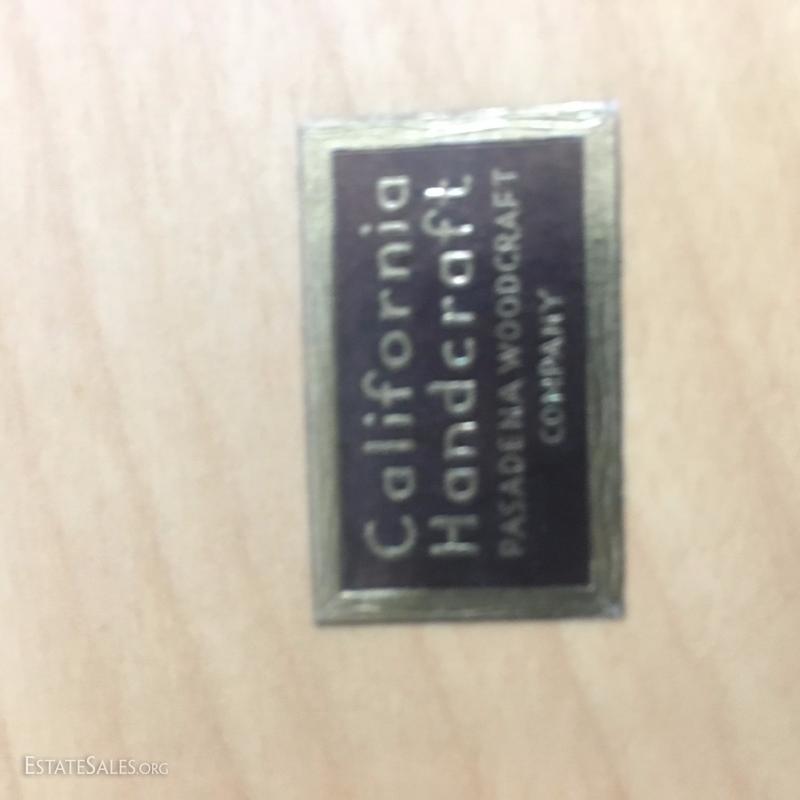 California
Handcraft
PASADENA WOODCRAFT
COMPANY
ESTATESALES.ORG